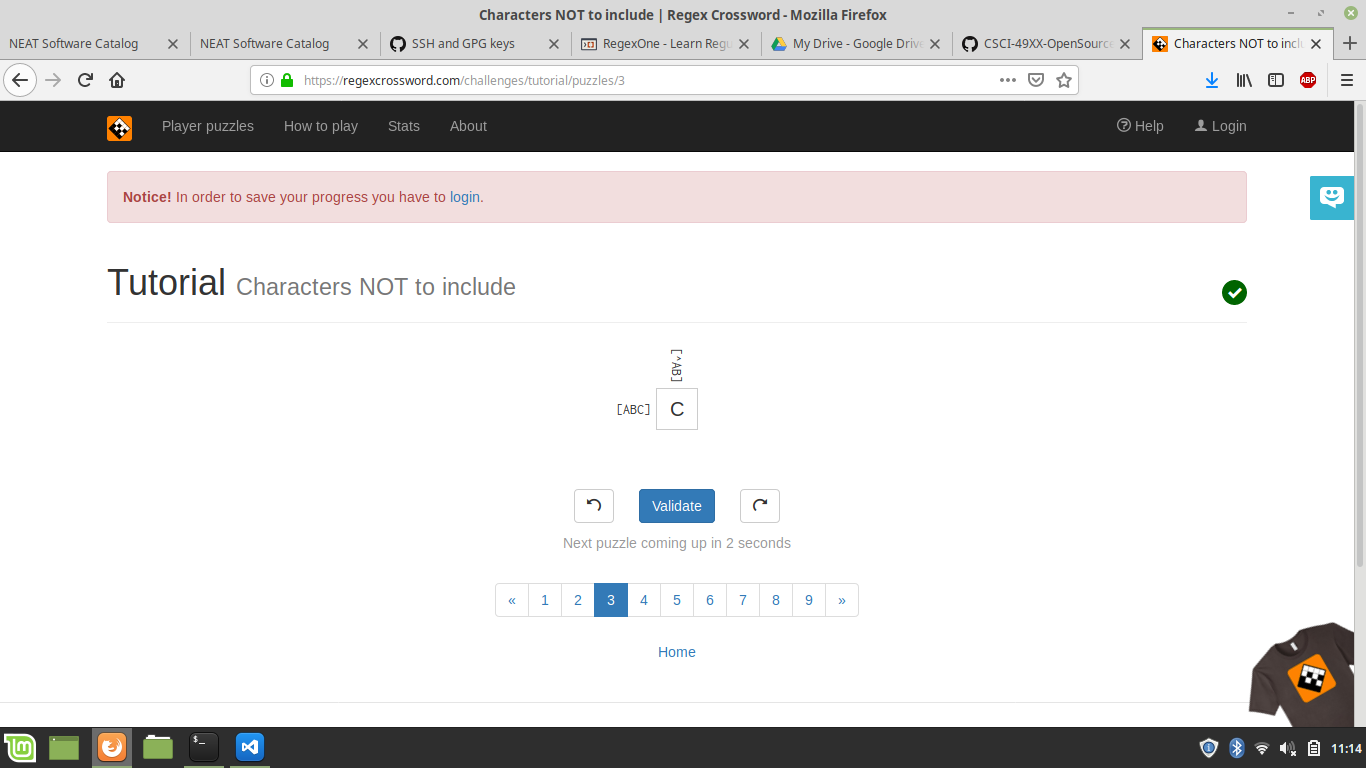 Characters NOT to include | Regex Crossword - Mozilla Firefox
NEAT Software Catalog
NEAT Software Catalog
SSH and GPG keys
RegexOne - Learn Regu
My Drive - Google Drive
CSCI-49XX-OpenSource
Characters NOT to inclu
https://regexcrossword.com/challenges/tutorial/puzzles/3
ABP
Player puzzles How to play Stats About Help Login
Notice! In order to save your progress you have to login.
Tutorial Characters NOT to include
[^AB]
[ABC] C
Validate
Next puzzle coming up in 2 seconds
« 1 2 3 4 5 6 7 8 9 »
Home
11:14